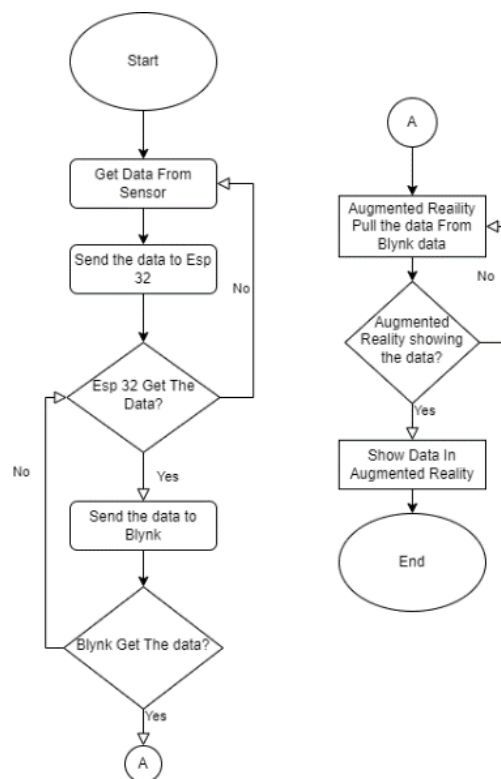 Start
Get Data From
Sensor
Send the data to Esp
32
No
Esp 32 Get The
Data?
No
Yes
Send the data to
Blynk
Blynk Get The data?
Yes
A
A
Augmented Reaility
Pull the data From
Blynk data
No
Augmented
Reality showing
the data?
Yes
Show Data In
Augmented Reality
End